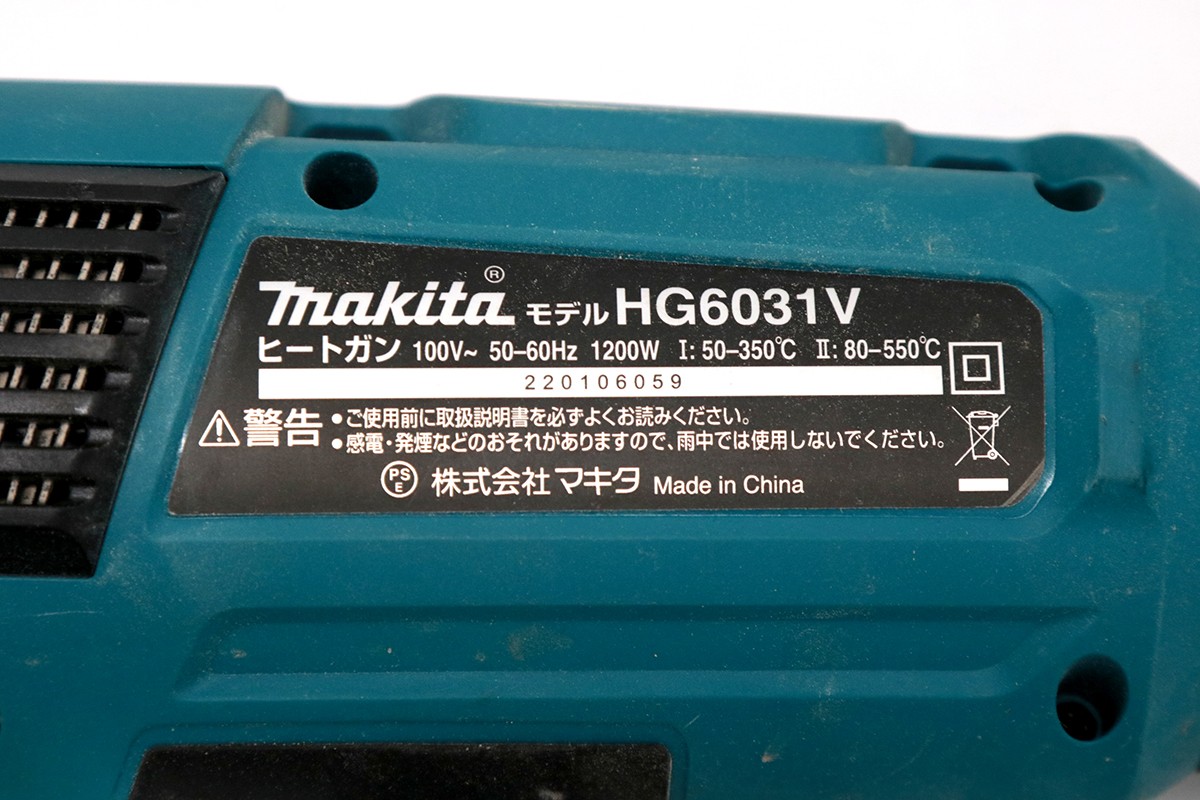 makita® モデル HG6031V
ヒートガン 100V~ 50–60Hz 1200W Ⅰ: 50–350℃ Ⅱ: 80–550℃
220106059
警告 •ご使用前に取扱説明書を必ずよくお読みください。
•感電・発煙などのおそれがありますので、雨中では使用しないでください。
PSE 株式会社 マキタ Made in China